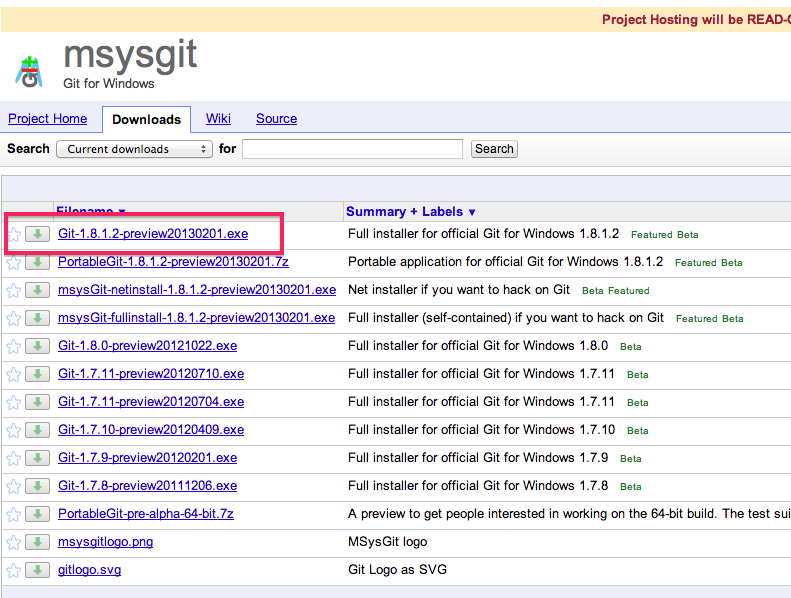 Project Hosting will be READ-
msysgit
Git for Windows
Project Home Downloads Wiki Source
Search Current downloads for Search
Filename ▼ Summary + Labels ▼
Git-1.8.1.2-preview20130201.exe Full installer for official Git for Windows 1.8.1.2 Featured Beta
PortableGit-1.8.1.2-preview20130201.7z Portable application for official Git for Windows 1.8.1.2 Featured Beta
msysGit-netinstall-1.8.1.2-preview20130201.exe Net installer if you want to hack on Git Beta Featured
msysGit-fullinstall-1.8.1.2-preview20130201.exe Full installer (self-contained) if you want to hack on Git Featured Beta
Git-1.8.0-preview20121022.exe Full installer for official Git for Windows 1.8.0 Beta
Git-1.7.11-preview20120710.exe Full installer for official Git for Windows 1.7.11 Beta
Git-1.7.11-preview20120704.exe Full installer for official Git for Windows 1.7.11 Beta
Git-1.7.10-preview20120409.exe Full installer for official Git for Windows 1.7.10 Beta
Git-1.7.9-preview20120201.exe Full installer for official Git for Windows 1.7.9 Beta
Git-1.7.8-preview20111206.exe Full installer for official Git for Windows 1.7.8 Beta
PortableGit-pre-alpha-64-bit.7z A preview to get people interested in working on the 64-bit build. The test sui
msysgitlogo.png MSysGit logo
gitlogo.svg Git Logo as SVG